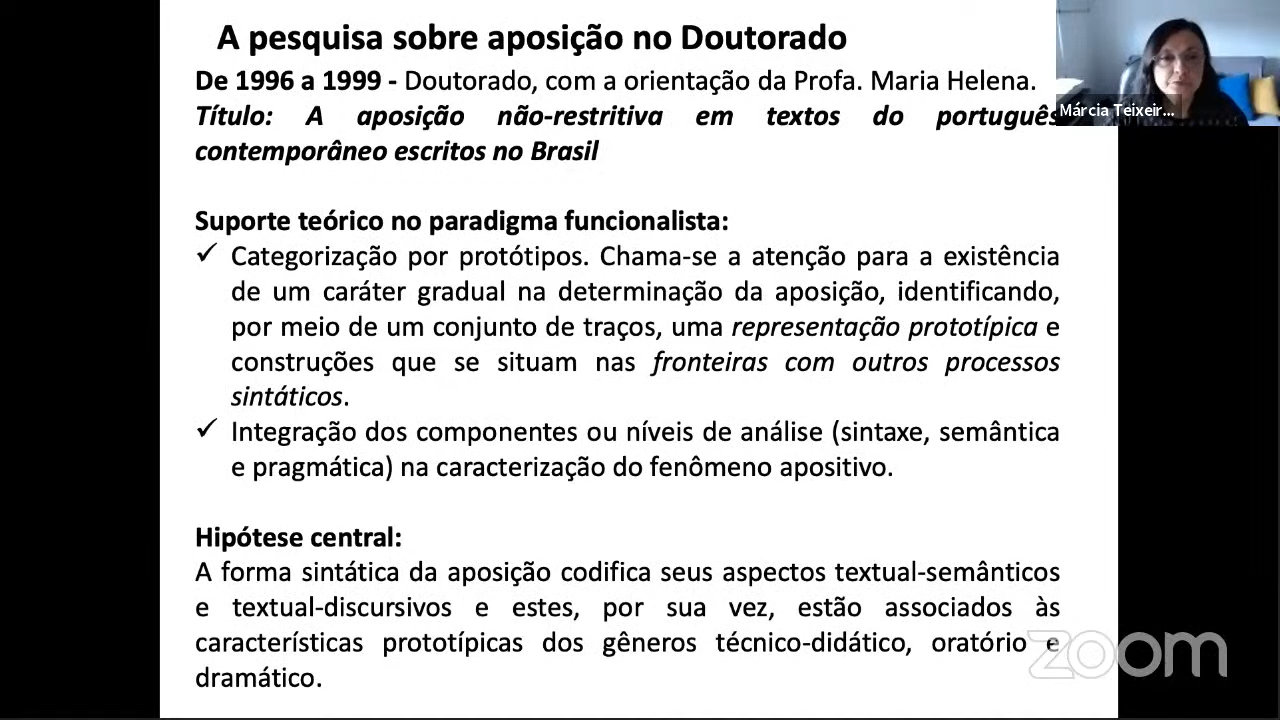 A pesquisa sobre aposição no Doutorado
De 1996 a 1999 - Doutorado, com a orientação da Profa. Maria Helena.
Título: A aposição não-restritiva em textos do português
contemporâneo escritos no Brasil
Márcia Teixeir...
Suporte teórico no paradigma funcionalista:
✓ Categorização por protótipos. Chama-se a atenção para a existência
de um caráter gradual na determinação da aposição, identificando,
por meio de um conjunto de traços, uma representação prototípica e
construções que se situam nas fronteiras com outros processos
sintáticos.
✓ Integração dos componentes ou níveis de análise (sintaxe, semântica
e pragmática) na caracterização do fenômeno apositivo.
Hipótese central:
A forma sintática da aposição codifica seus aspectos textual-semânticos
e textual-discursivos e estes, por sua vez, estão associados às
características prototípicas dos gêneros técnico-didático, oratório e
dramático.
zoom